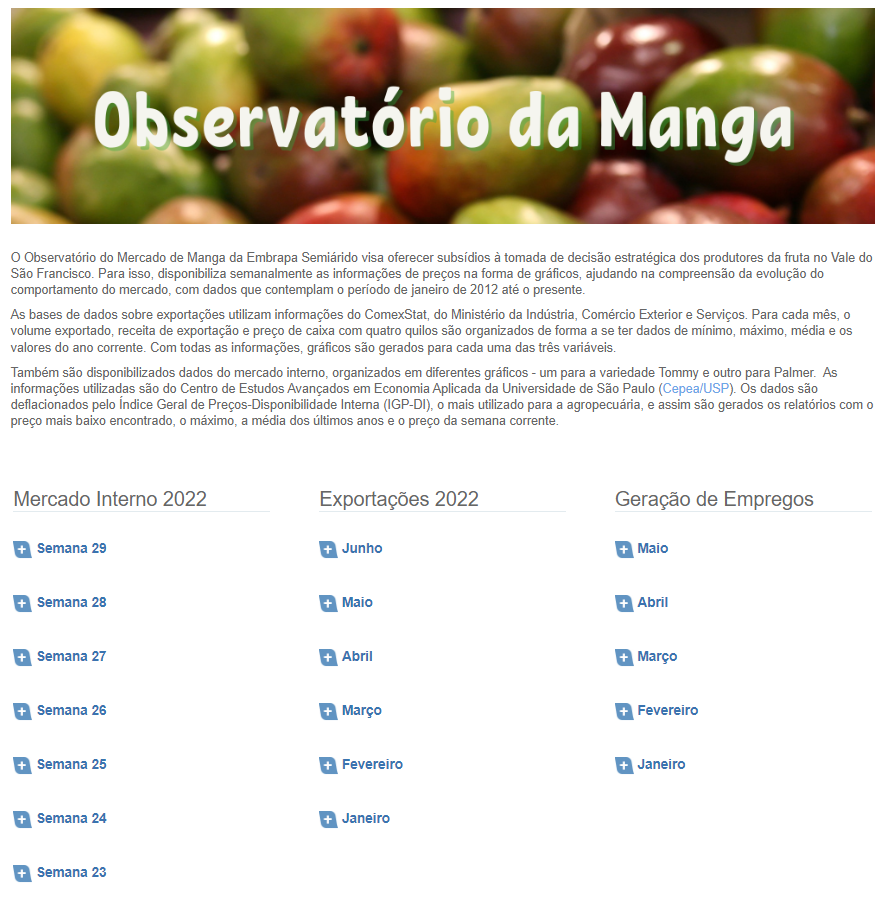 Observatório da Manga
O Observatório do Mercado de Manga da Embrapa Semiárido visa oferecer subsídios à tomada de decisão estratégica dos produtores da fruta no Vale do
São Francisco. Para isso, disponibiliza semanalmente as informações de preços na forma de gráficos, ajudando na compreensão da evolução do
comportamento do mercado, com dados que contemplam o período de janeiro de 2012 até o presente.
As bases de dados sobre exportações utilizam informações do ComexStat, do Ministério da Indústria, Comércio Exterior e Serviços. Para cada mês, o
volume exportado, receita de exportação e preço de caixa com quatro quilos são organizados de forma a se ter dados de mínimo, máximo, média e os
valores do ano corrente. Com todas as informações, gráficos são gerados para cada uma das três variáveis.
Também são disponibilizados dados do mercado interno, organizados em diferentes gráficos - um para a variedade Tommy e outro para Palmer. As
informações utilizadas são do Centro de Estudos Avançados em Economia Aplicada da Universidade de São Paulo (Cepea/USP). Os dados são
deflacionados pelo Índice Geral de Preços-Disponibilidade Interna (IGP-DI), o mais utilizado para a agropecuária, e assim são gerados os relatórios com o
preço mais baixo encontrado, o máximo, a média dos últimos anos e o preço da semana corrente.
Mercado Interno 2022
Semana 29
Semana 28
Semana 27
Semana 26
Semana 25
Semana 24
Semana 23
Exportações 2022
Junho
Maio
Abril
Março
Fevereiro
Janeiro
Geração de Empregos
Maio
Abril
Março
Fevereiro
Janeiro